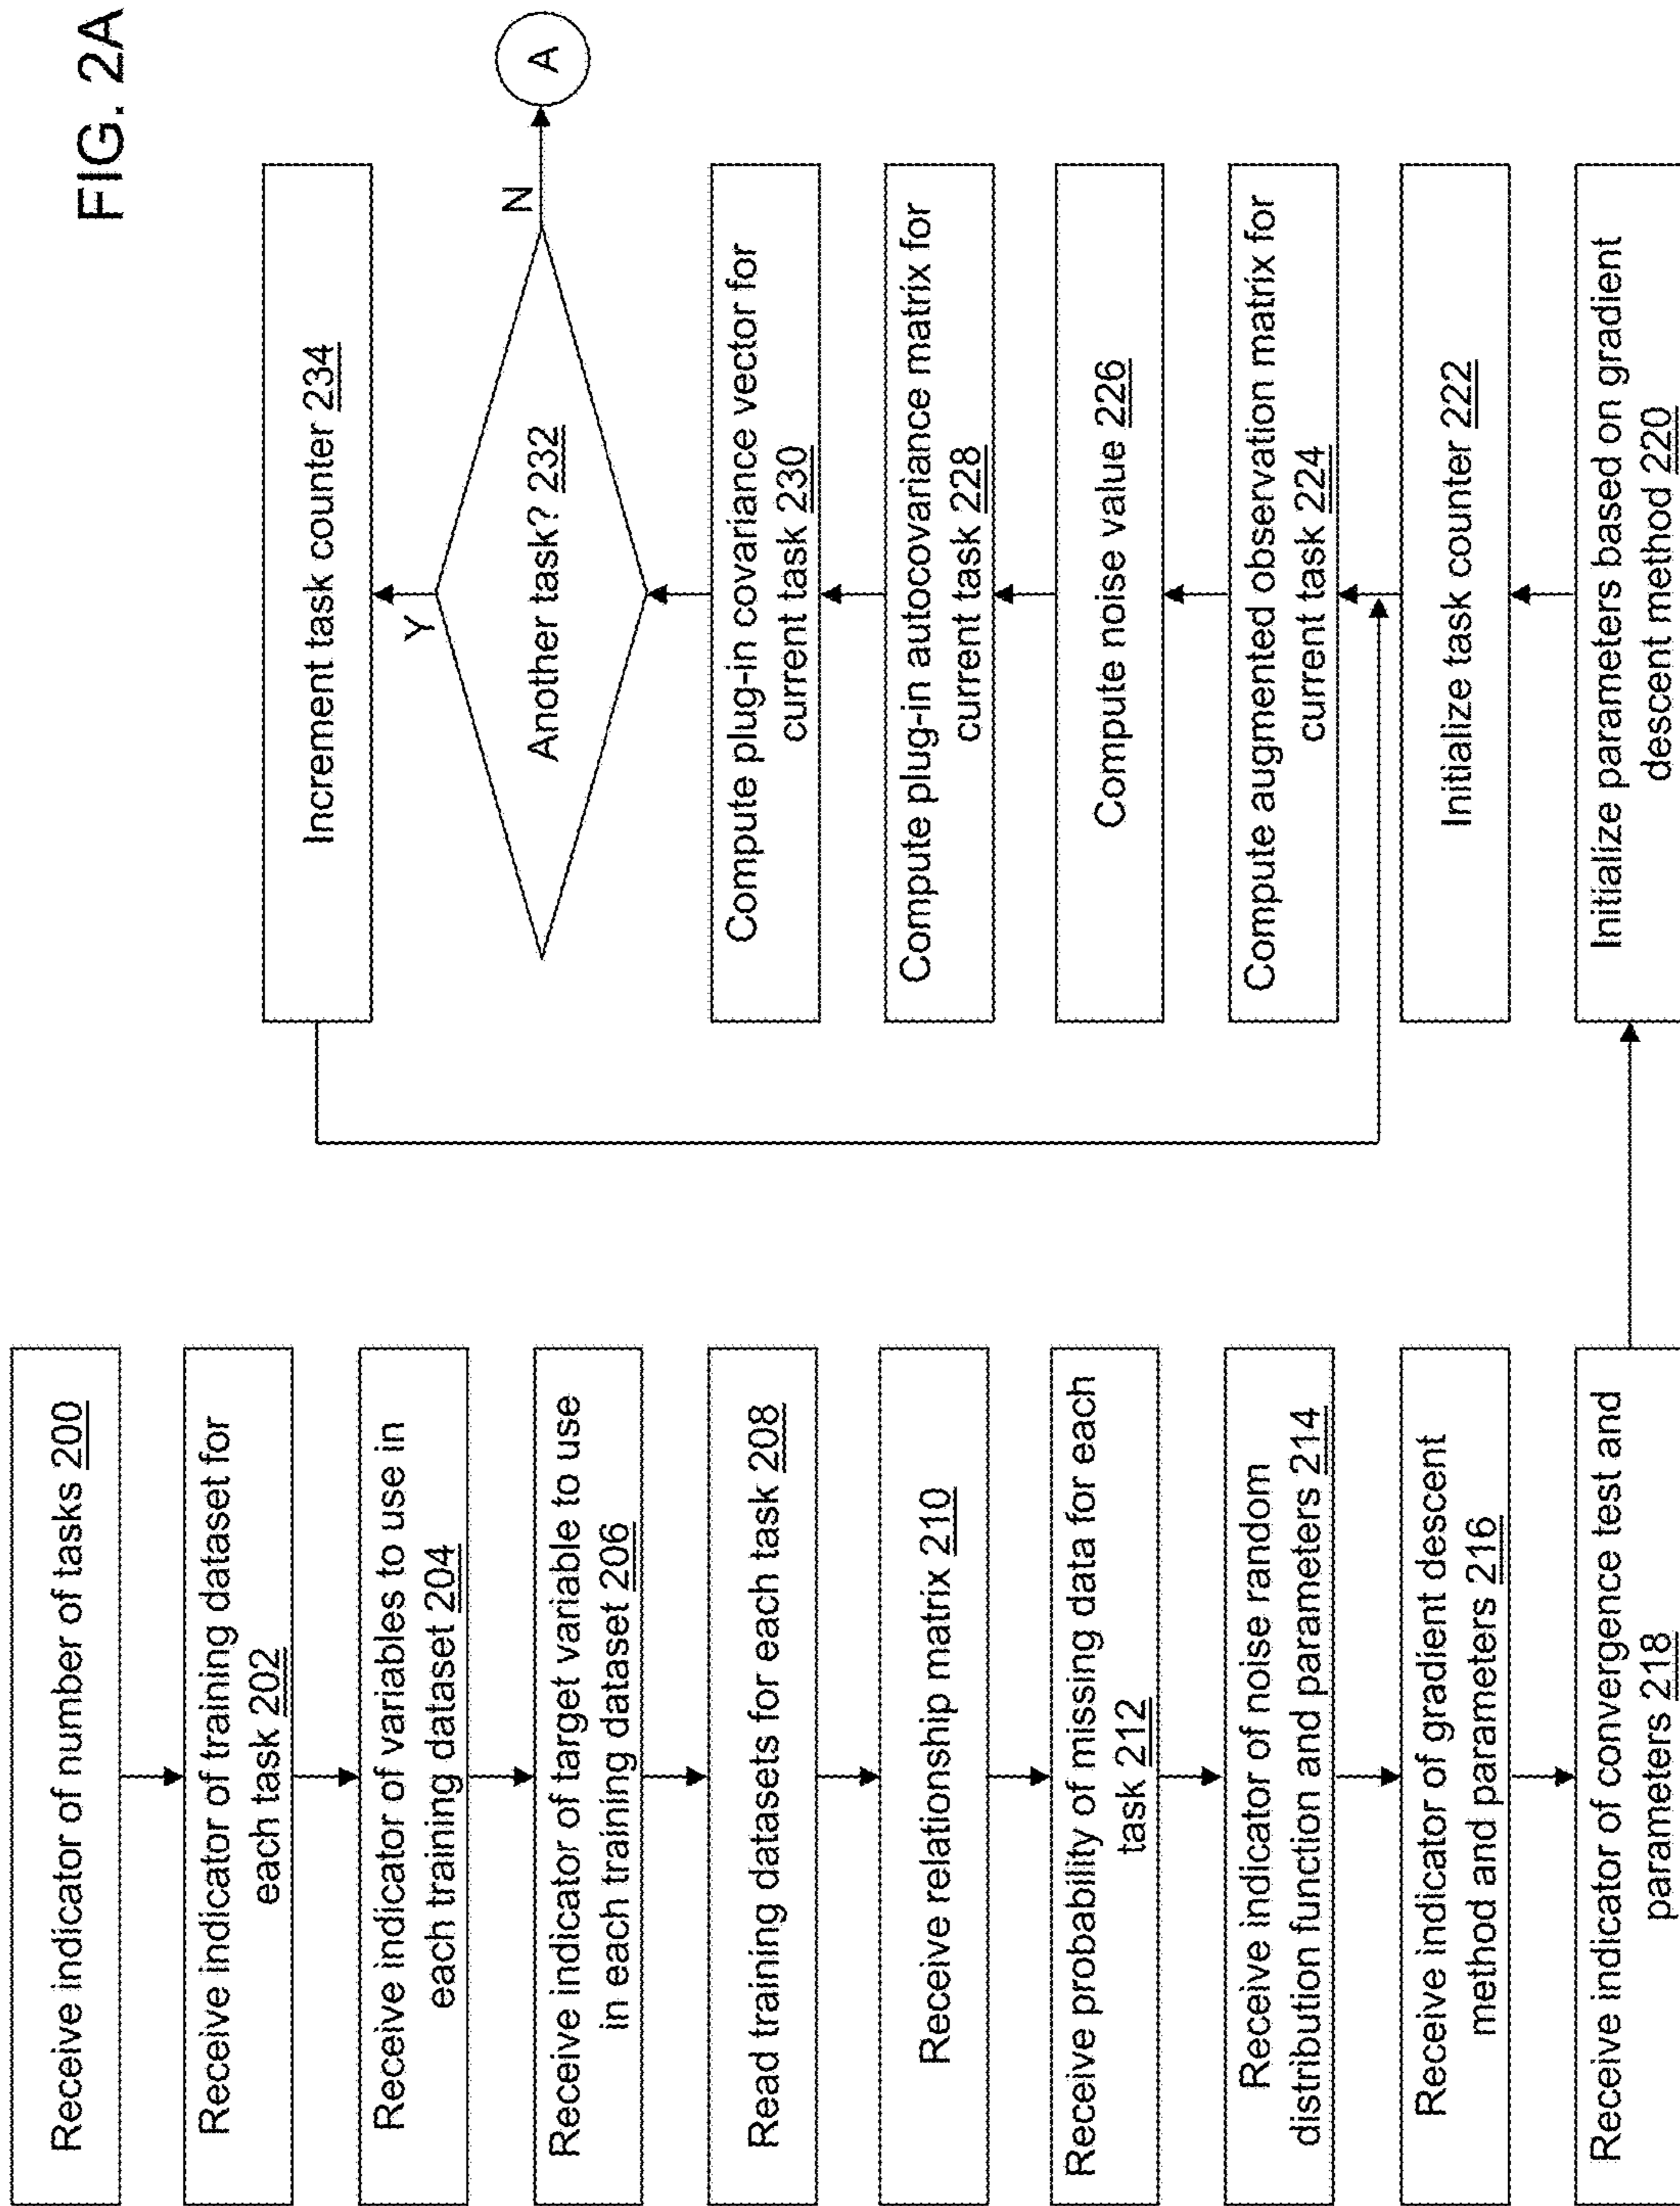 FIG. 2A
Receive indicator of number of tasks 200
Receive indicator of training dataset for
each task 202
Receive indicator of variables to use in
each training dataset 204
Receive indicator of target variable to use
in each training dataset 206
Read training datasets for each task 208
Receive relationship matrix 210
Receive probability of missing data for each
task 212
Receive indicator of noise random
distribution function and parameters 214
Receive indicator of gradient descent
method and parameters 216
Receive indicator of convergence test and
parameters 218
Initialize parameters based on gradient
descent method 220
Initialize task counter 222
Compute augmented observation matrix for
current task 224
Compute noise value 226
Compute plug-in autocovariance matrix for
current task 228
Compute plug-in covariance vector for
current task 230
Another task? 232
Y
N
A
Increment task counter 234